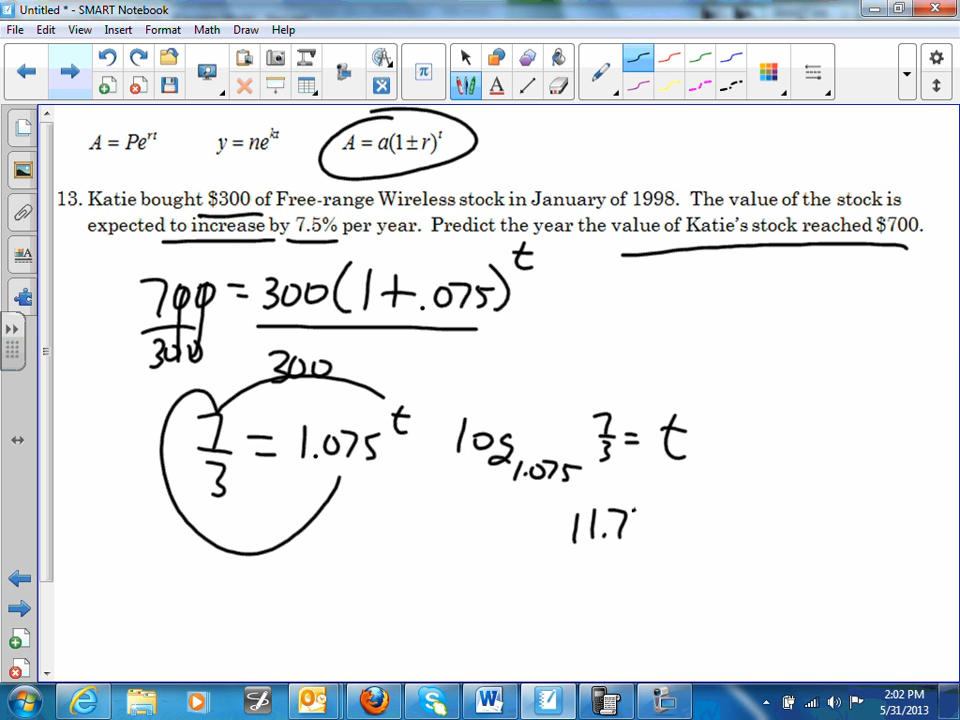 Untitled * - SMART Notebook
File Edit View Insert Format Math Draw Help
A = Pe^{rt} y = ne^{kt} A = a(1 ± r)^t
13. Katie bought $300 of Free-range Wireless stock in January of 1998. The value of the stock is
expected to increase by 7.5% per year. Predict the year the value of Katie's stock reached $700.
700 = 300(1+.075)^t
300 300
7/3 = 1.075^t log_{1.075} 7/3 = t
11.7
2:02 PM
5/31/2013